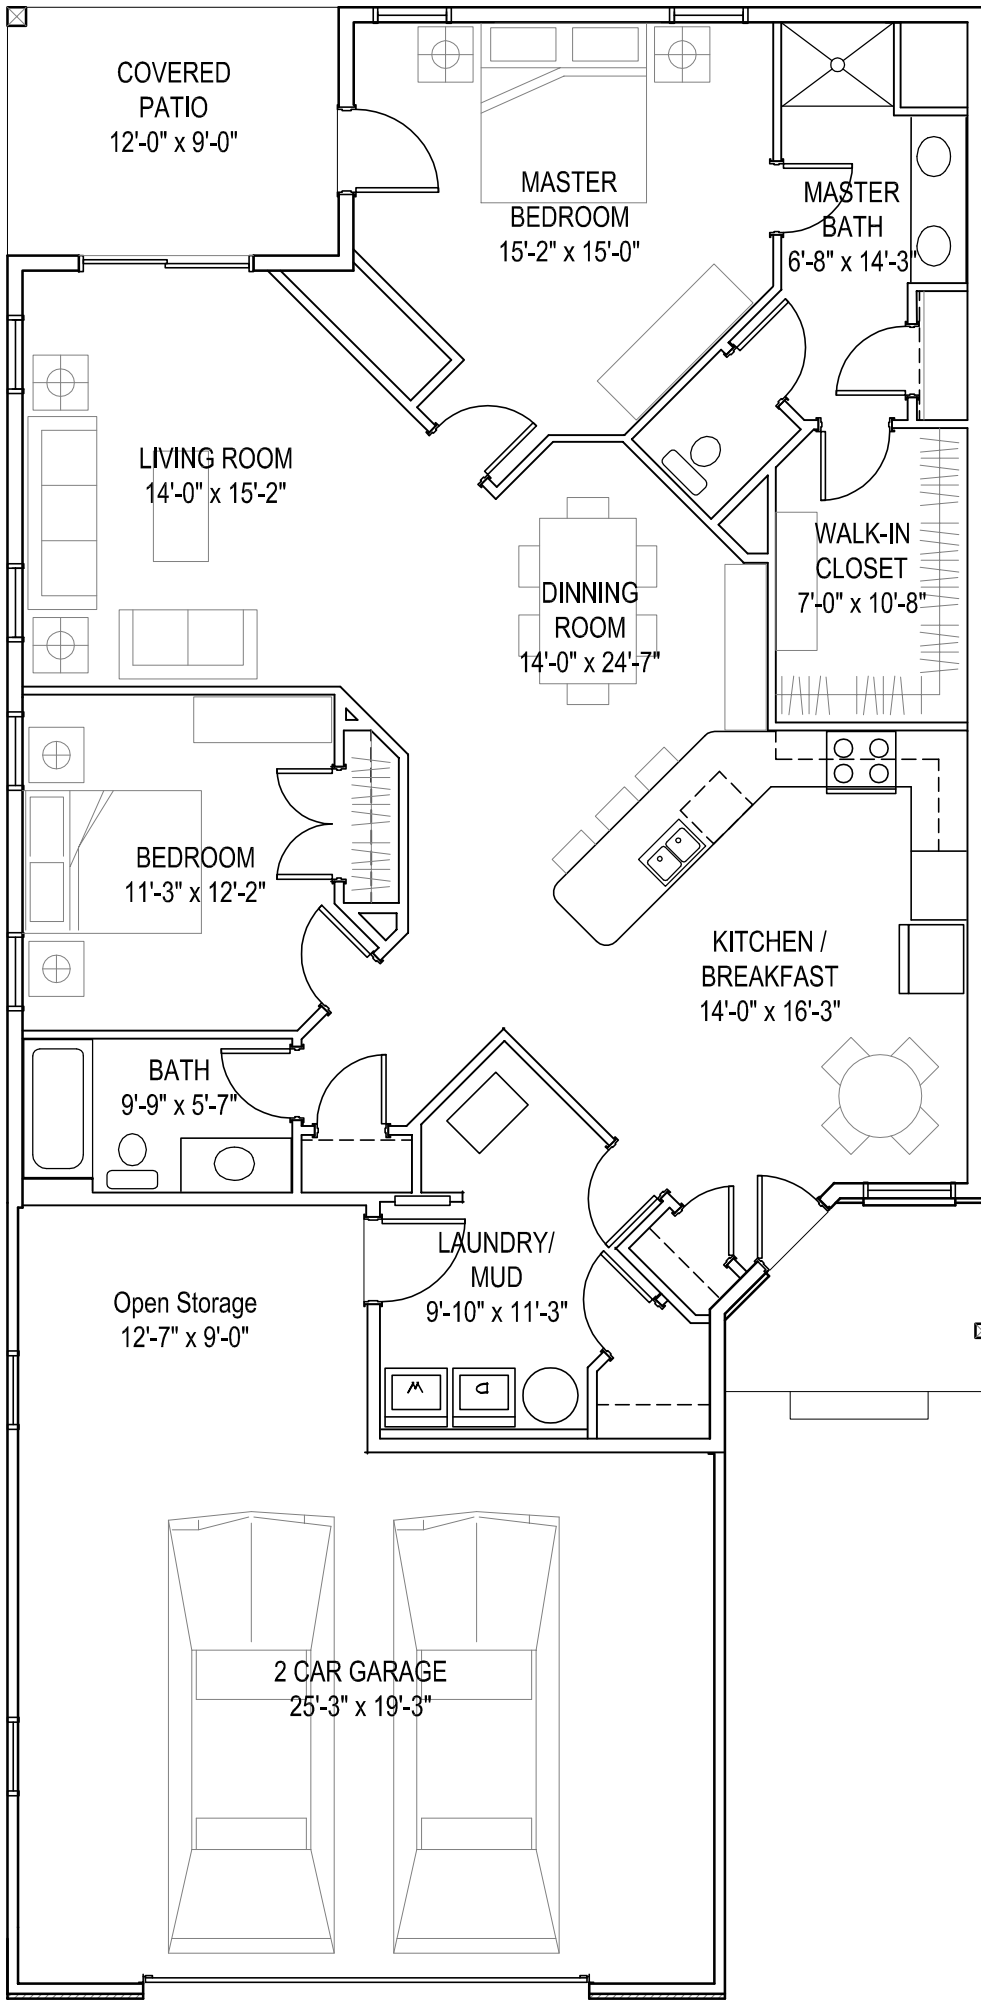 COVERED
PATIO
12'-0" x 9'-0"
MASTER
BEDROOM
15'-2" x 15'-0"
MASTER
BATH
6'-8" x 14'-3"
LIVING ROOM
14'-0" x 15'-2"
WALK-IN
CLOSET
7'-0" x 10'-8"
DINNING
ROOM
14'-0" x 24'-7"
BEDROOM
11'-3" x 12'-2"
KITCHEN /
BREAKFAST
14'-0" x 16'-3"
BATH
9'-9" x 5'-7"
LAUNDRY/
MUD
9'-10" x 11'-3"
Open Storage
12'-7" x 9'-0"
W D
2 CAR GARAGE
25'-3" x 19'-3"